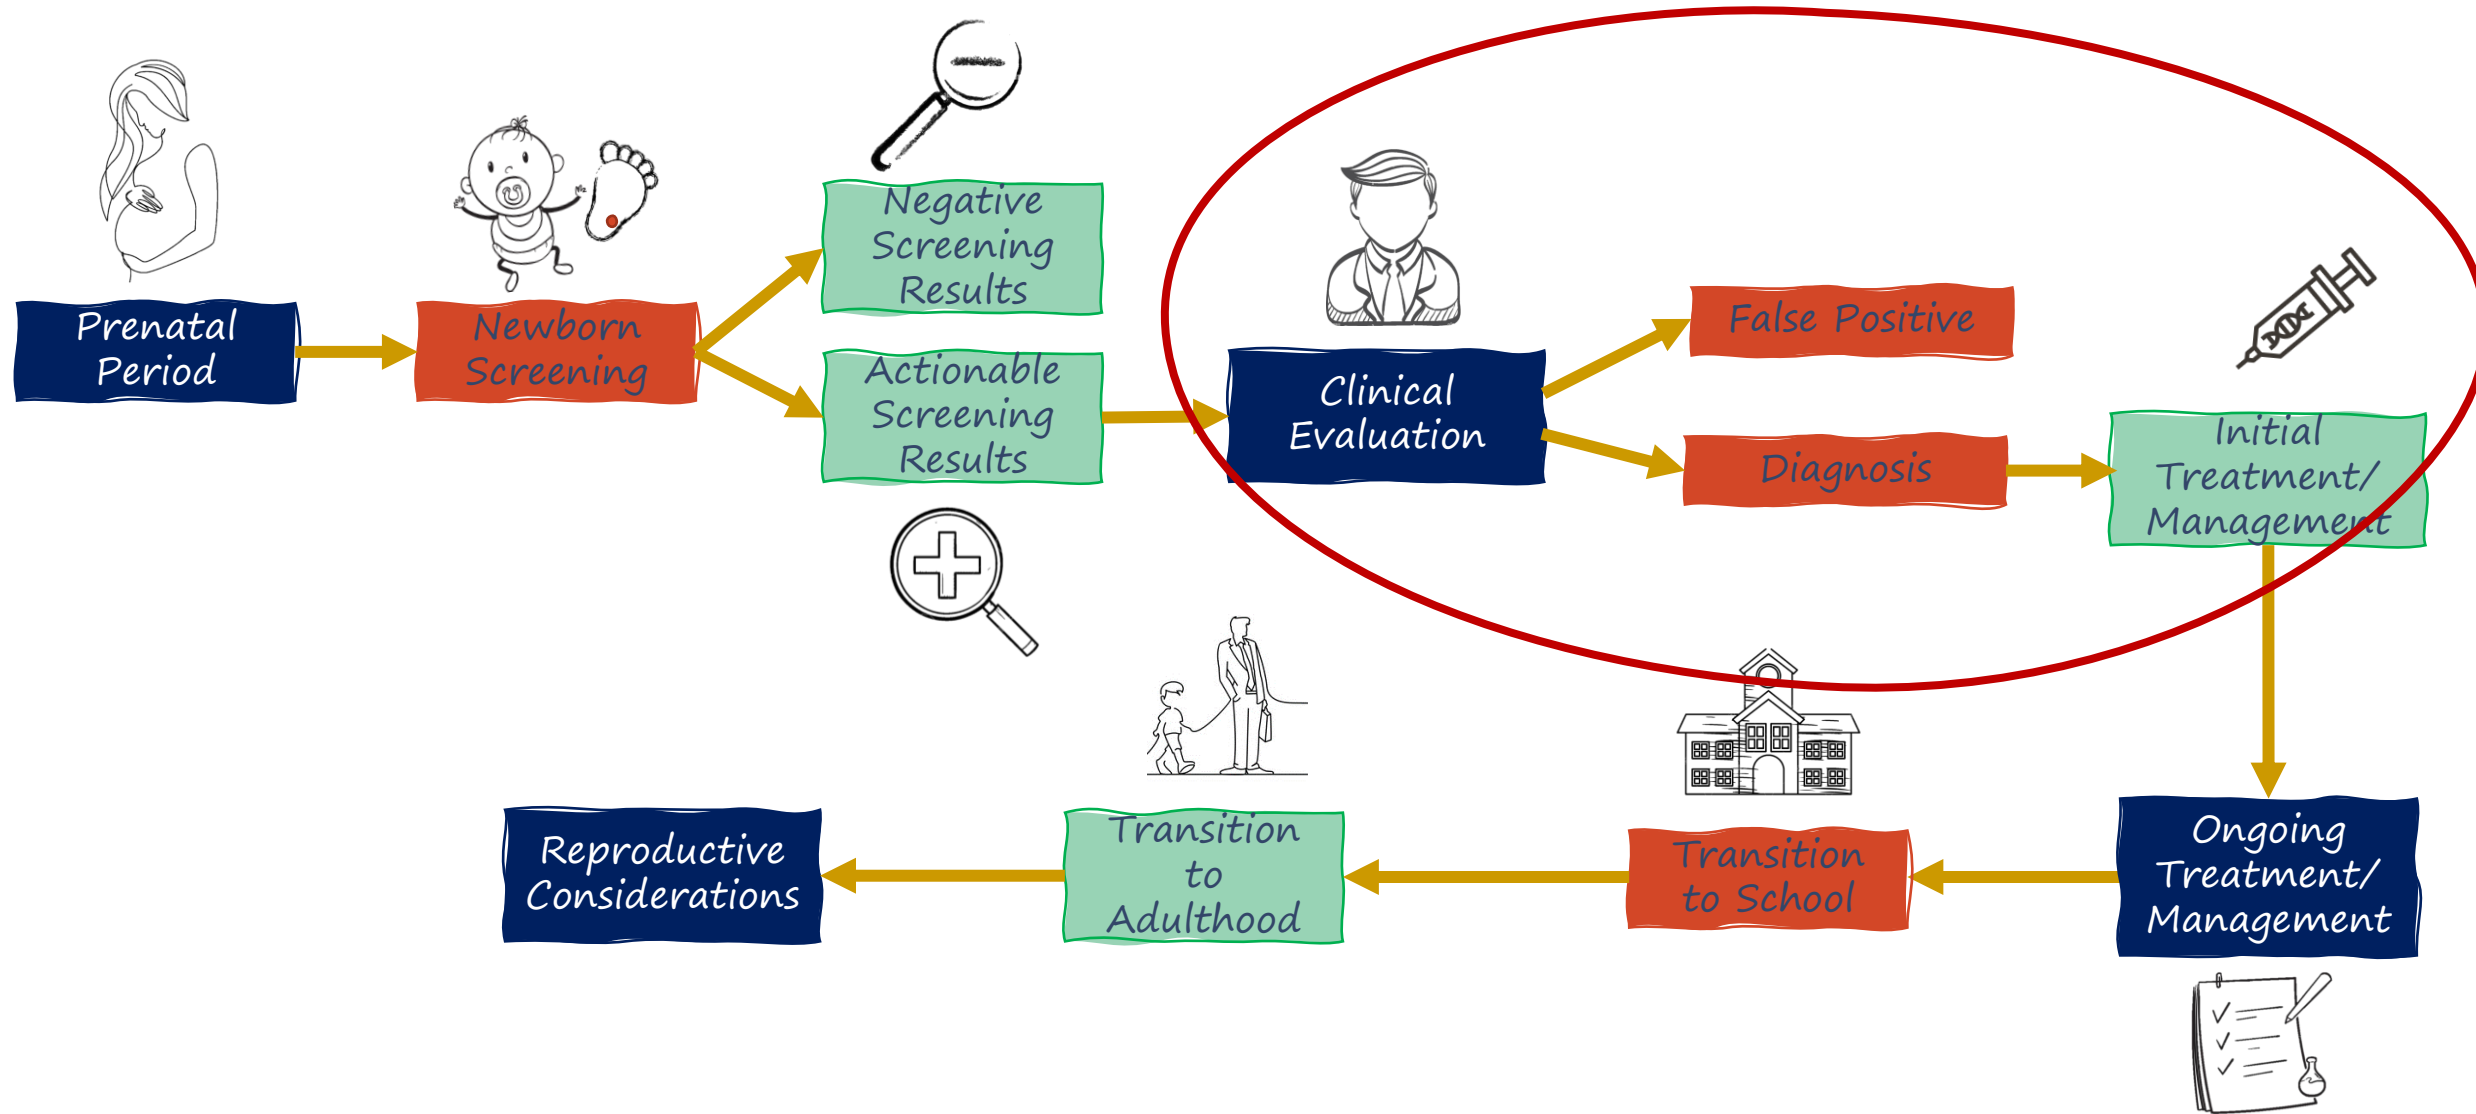 Prenatal
Period
Newborn
Screening
Negative
Screening
Results
Actionable
Screening
Results
Clinical
Evaluation
False Positive
Diagnosis
Initial
Treatment/
Management
Ongoing
Treatment/
Management
Transition
to School
Transition
to
Adulthood
Reproductive
Considerations